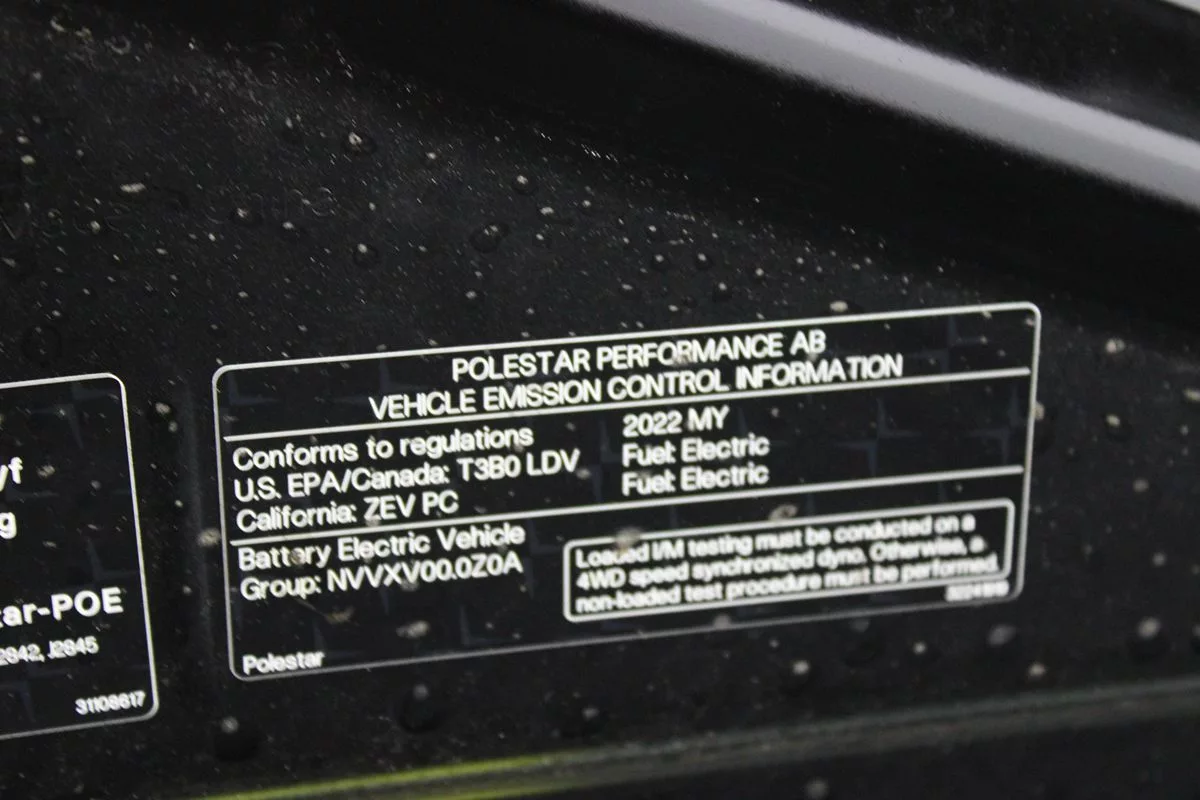 yf
g
tar-POE
J2842, J2845
31108617
POLESTAR PERFORMANCE AB
VEHICLE EMISSION CONTROL INFORMATION
Conforms to regulations
2022 MY
U.S. EPA/Canada: T3B0 LDV
Fuel: Electric
California: ZEV PC
Fuel: Electric
Battery Electric Vehicle
Group: NVVXV00.0Z0A
Loaded I/M testing must be conducted on a
4WD speed synchronized dyno. Otherwise, a
non-loaded test procedure must be performed.
Polestar